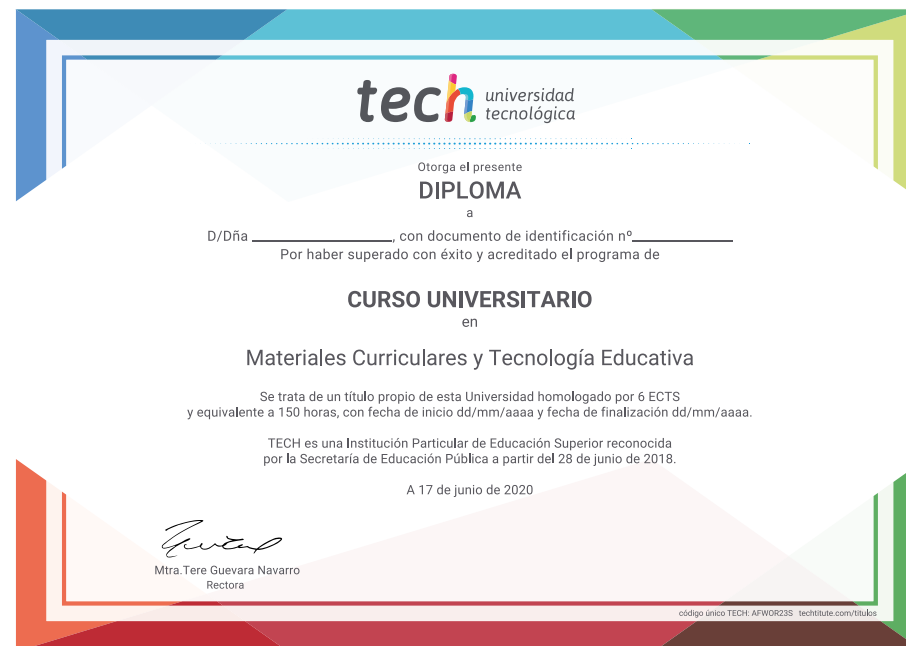 tech universidad
tecnológica
Otorga el presente
DIPLOMA
a
D/Dña ________________, con documento de identificación nº____________
Por haber superado con éxito y acreditado el programa de
CURSO UNIVERSITARIO
en
Materiales Curriculares y Tecnología Educativa
Se trata de un título propio de esta Universidad homologado por 6 ECTS
y equivalente a 150 horas, con fecha de inicio dd/mm/aaaa y fecha de finalización dd/mm/aaaa.
TECH es una Institución Particular de Educación Superior reconocida
por la Secretaría de Educación Pública a partir del 28 de junio de 2018.
A 17 de junio de 2020
Mtra.Tere Guevara Navarro
Rectora
código único TECH: AFWOR23S techtitute.com/titulos